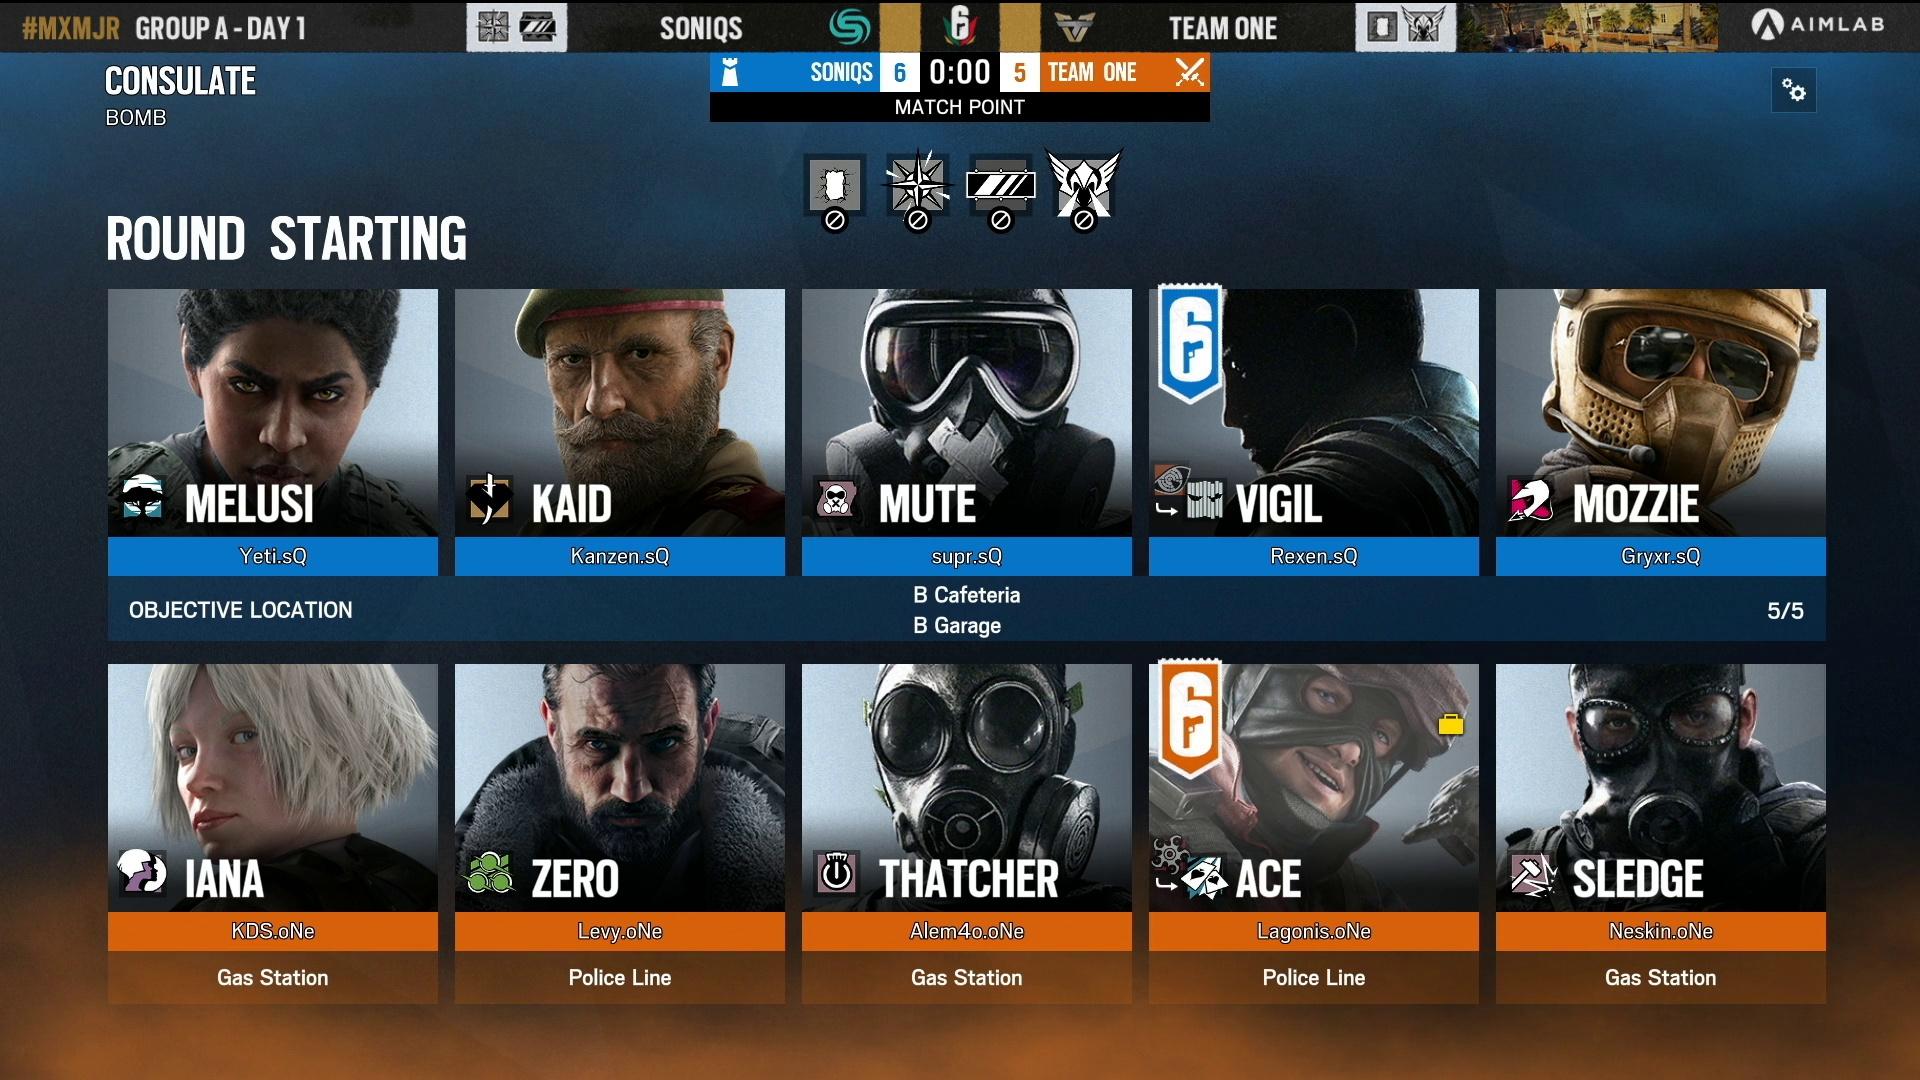 #MXMJR GROUP A - DAY 1
SONIQS
6
TEAM ONE
AIMLAB
CONSULATE
BOMB
SONIQS 6 0:00 5 TEAM ONE
MATCH POINT
ROUND STARTING
6
MELUSI
KAID
MUTE
VIGIL
MOZZIE
Yeti.sQ
Kanzen.sQ
supr.sQ
Rexen.sQ
Gryxr.sQ
OBJECTIVE LOCATION
B Cafeteria
B Garage
5/5
6
IANA
ZERO
THATCHER
ACE
SLEDGE
KDS.oNe
Levy.oNe
Alem4o.oNe
Lagonis.oNe
Neskin.oNe
Gas Station
Police Line
Gas Station
Police Line
Gas Station